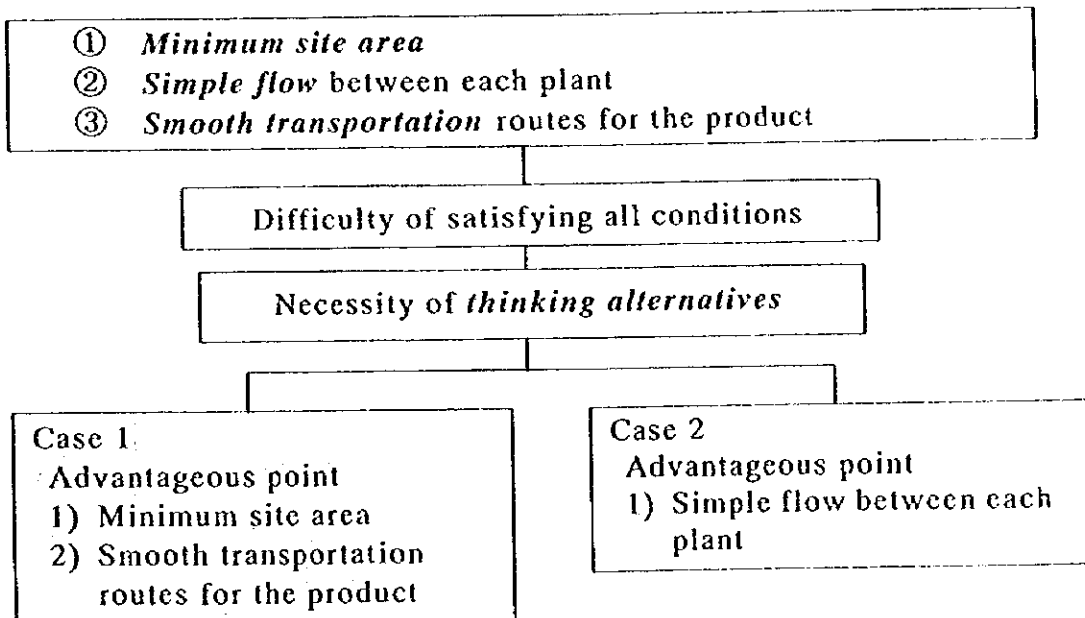 ① Minimum site area
② Simple flow between each plant
③ Smooth transportation routes for the product
Difficulty of satisfying all conditions
Necessity of thinking alternatives
Case 1
Advantageous point
1) Minimum site area
2) Smooth transportation
routes for the product
Case 2
Advantageous point
1) Simple flow between each
plant